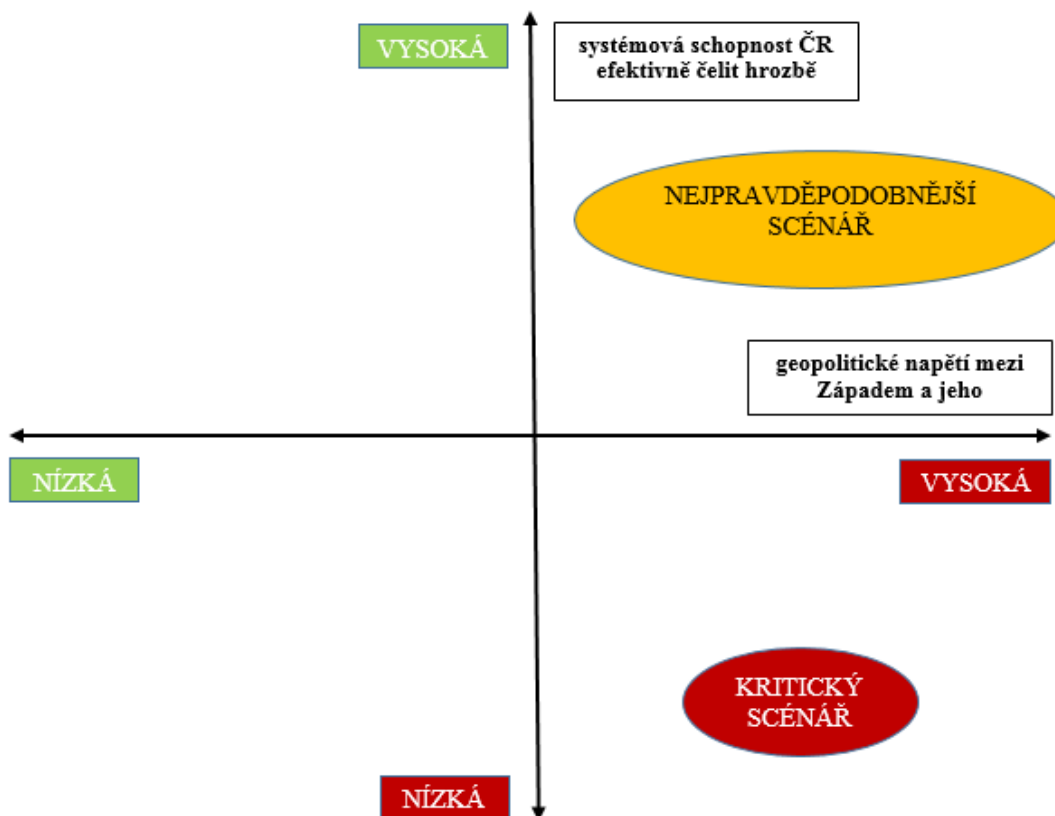 VYSOKÁ
systémová schopnost ČR
efektivně čelit hrozbě
NEJPRAVDĚPODOBNĚJŠÍ
SCÉNÁŘ
geopolitické napětí mezi
Západem a jeho
NÍZKÁ
VYSOKÁ
KRITICKÝ
SCÉNÁŘ
NÍZKÁ